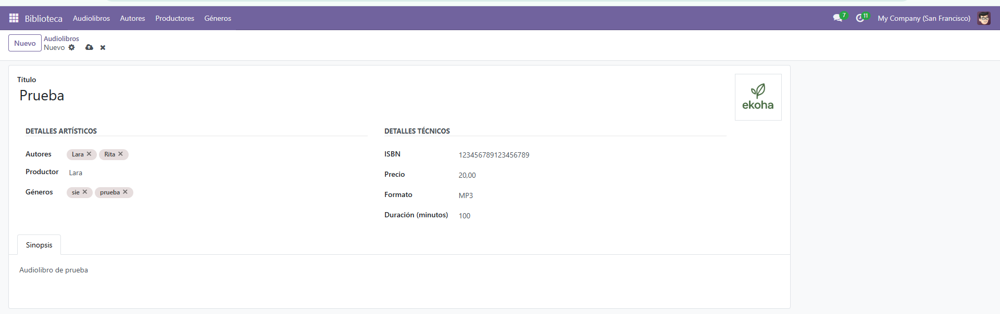 Biblioteca Audiolibros Autores Productores Géneros 7 11 My Company (San Francisco)
Nuevo Audiolibros
Nuevo
Título
Prueba
ekoha
DETALLES ARTÍSTICOS
Autores Lara Rita
Productor Lara
Géneros sie prueba
DETALLES TÉCNICOS
ISBN 123456789123456789
Precio 20,00
Formato MP3
Duración (minutos) 100
Sinopsis
Audiolibro de prueba